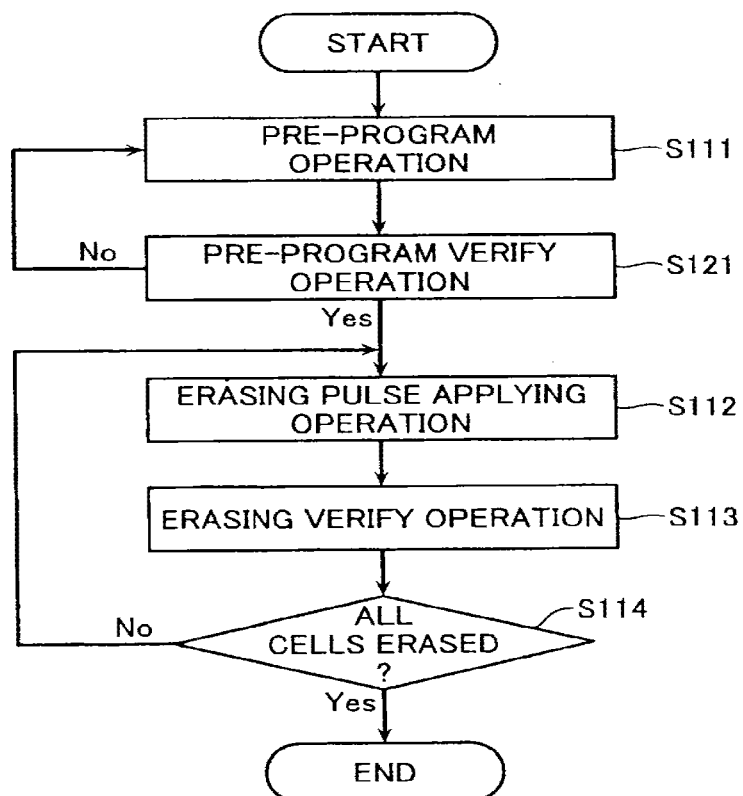 START
PRE-PROGRAM
OPERATION
S111
No
PRE-PROGRAM VERIFY
OPERATION
S121
Yes
ERASING PULSE APPLYING
OPERATION
S112
ERASING VERIFY OPERATION
S113
No
ALL
CELLS ERASED
?
S114
Yes
END